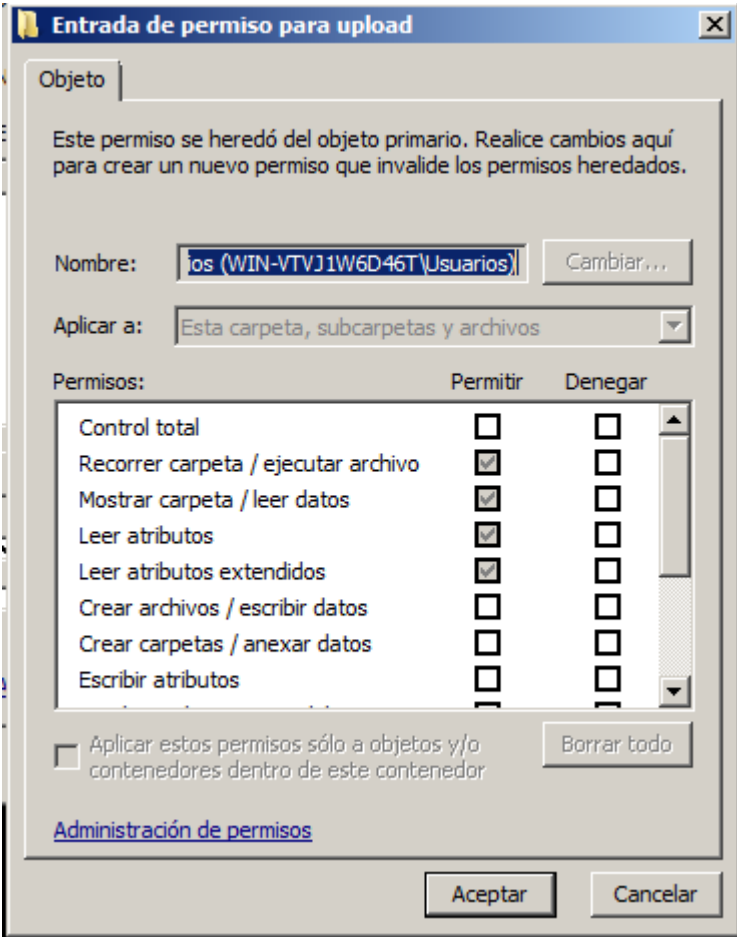 Entrada de permiso para upload
Objeto
Este permiso se heredó del objeto primario. Realice cambios aquí
para crear un nuevo permiso que invalide los permisos heredados.
Nombre: ios (WIN-VTVJ1W6D46T\Usuarios) Cambiar...
Aplicar a: Esta carpeta, subcarpetas y archivos
Permisos: Permitir Denegar
Control total
Recorrer carpeta / ejecutar archivo
Mostrar carpeta / leer datos
Leer atributos
Leer atributos extendidos
Crear archivos / escribir datos
Crear carpetas / anexar datos
Escribir atributos
Aplicar estos permisos sólo a objetos y/o
contenedores dentro de este contenedor
Borrar todo
Administración de permisos
Aceptar Cancelar